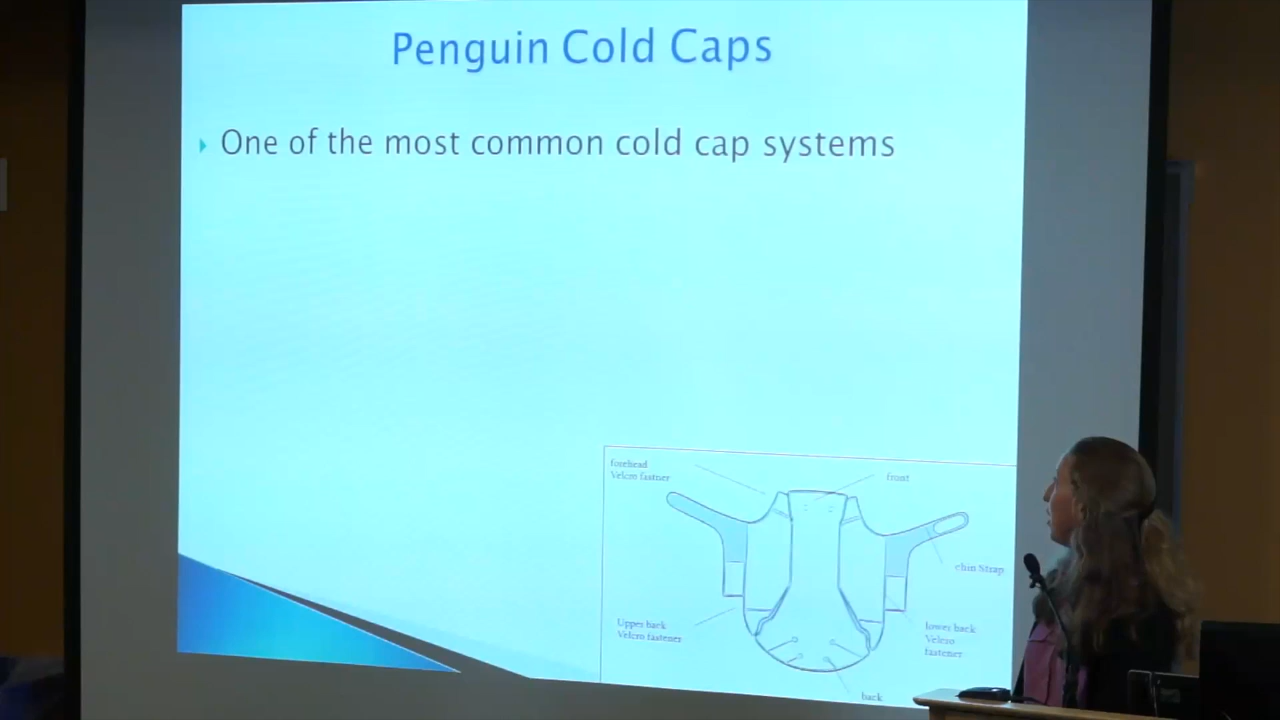 Penguin Cold Caps
One of the most common cold cap systems
forehead
Velcro fastner
front
chin Strap
Upper back
Velcro fastener
lower back
Velcro
fastener
back